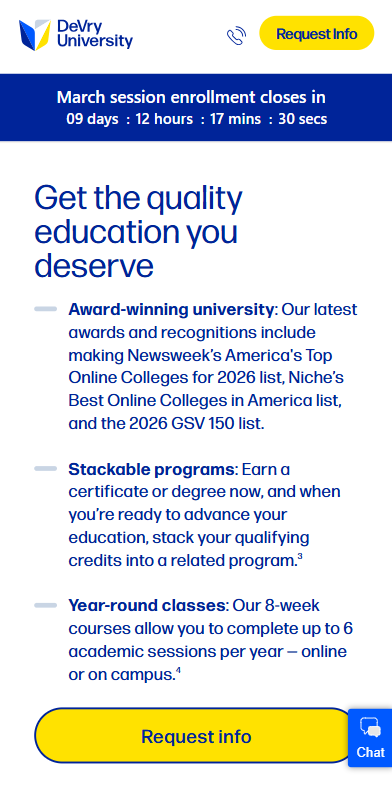 DeVry
University
Request Info
March session enrollment closes in
09 days : 12 hours : 17 mins : 30 secs
Get the quality
education you
deserve
Award-winning university: Our latest
awards and recognitions include
making Newsweek's America's Top
Online Colleges for 2026 list, Niche's
Best Online Colleges in America list,
and the 2026 GSV 150 list.
Stackable programs: Earn a
certificate or degree now, and when
you're ready to advance your
education, stack your qualifying
credits into a related program.³
Year-round classes: Our 8-week
courses allow you to complete up to 6
academic sessions per year — online
or on campus.⁴
Request info
Chat